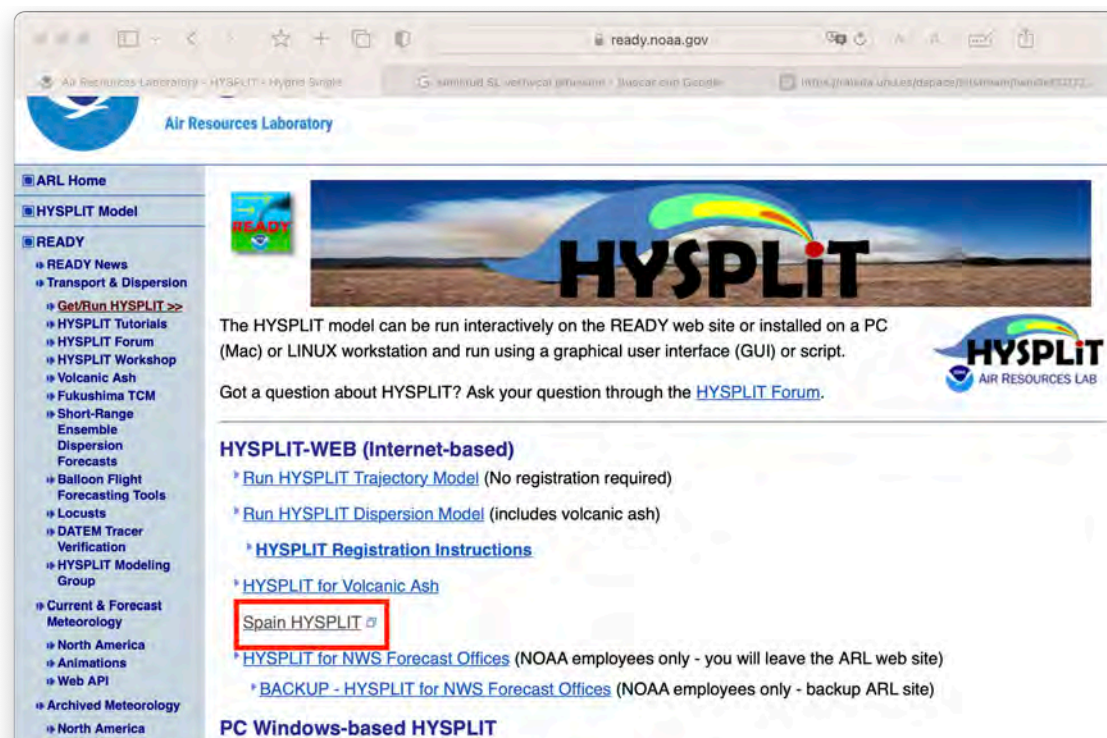 ready.noaa.gov
Air Resources Laboratory - HYSPLIT - Hybrid Single
Air Resources Laboratory
ARL Home
HYSPLIT Model
READY
READY News
Transport & Dispersion
Get/Run HYSPLIT >>
HYSPLIT Tutorials
HYSPLIT Forum
HYSPLIT Workshop
Volcanic Ash
Fukushima TCM
Short-Range
Ensemble
Dispersion
Forecasts
Balloon Flight
Forecasting Tools
Locusts
DATEM Tracer
Verification
HYSPLIT Modeling
Group
Current & Forecast
Meteorology
North America
Animations
Web API
Archived Meteorology
North America
READY
HYSPLiT
The HYSPLIT model can be run interactively on the READY web site or installed on a PC
(Mac) or LINUX workstation and run using a graphical user interface (GUI) or script.
HYSPLiT
AIR RESOURCES LAB
Got a question about HYSPLIT? Ask your question through the HYSPLIT Forum.
HYSPLIT-WEB (Internet-based)
Run HYSPLIT Trajectory Model (No registration required)
Run HYSPLIT Dispersion Model (includes volcanic ash)
HYSPLIT Registration Instructions
HYSPLIT for Volcanic Ash
Spain HYSPLIT
HYSPLIT for NWS Forecast Offices (NOAA employees only - you will leave the ARL web site)
BACKUP - HYSPLIT for NWS Forecast Offices (NOAA employees only - backup ARL site)
PC Windows-based HYSPLIT